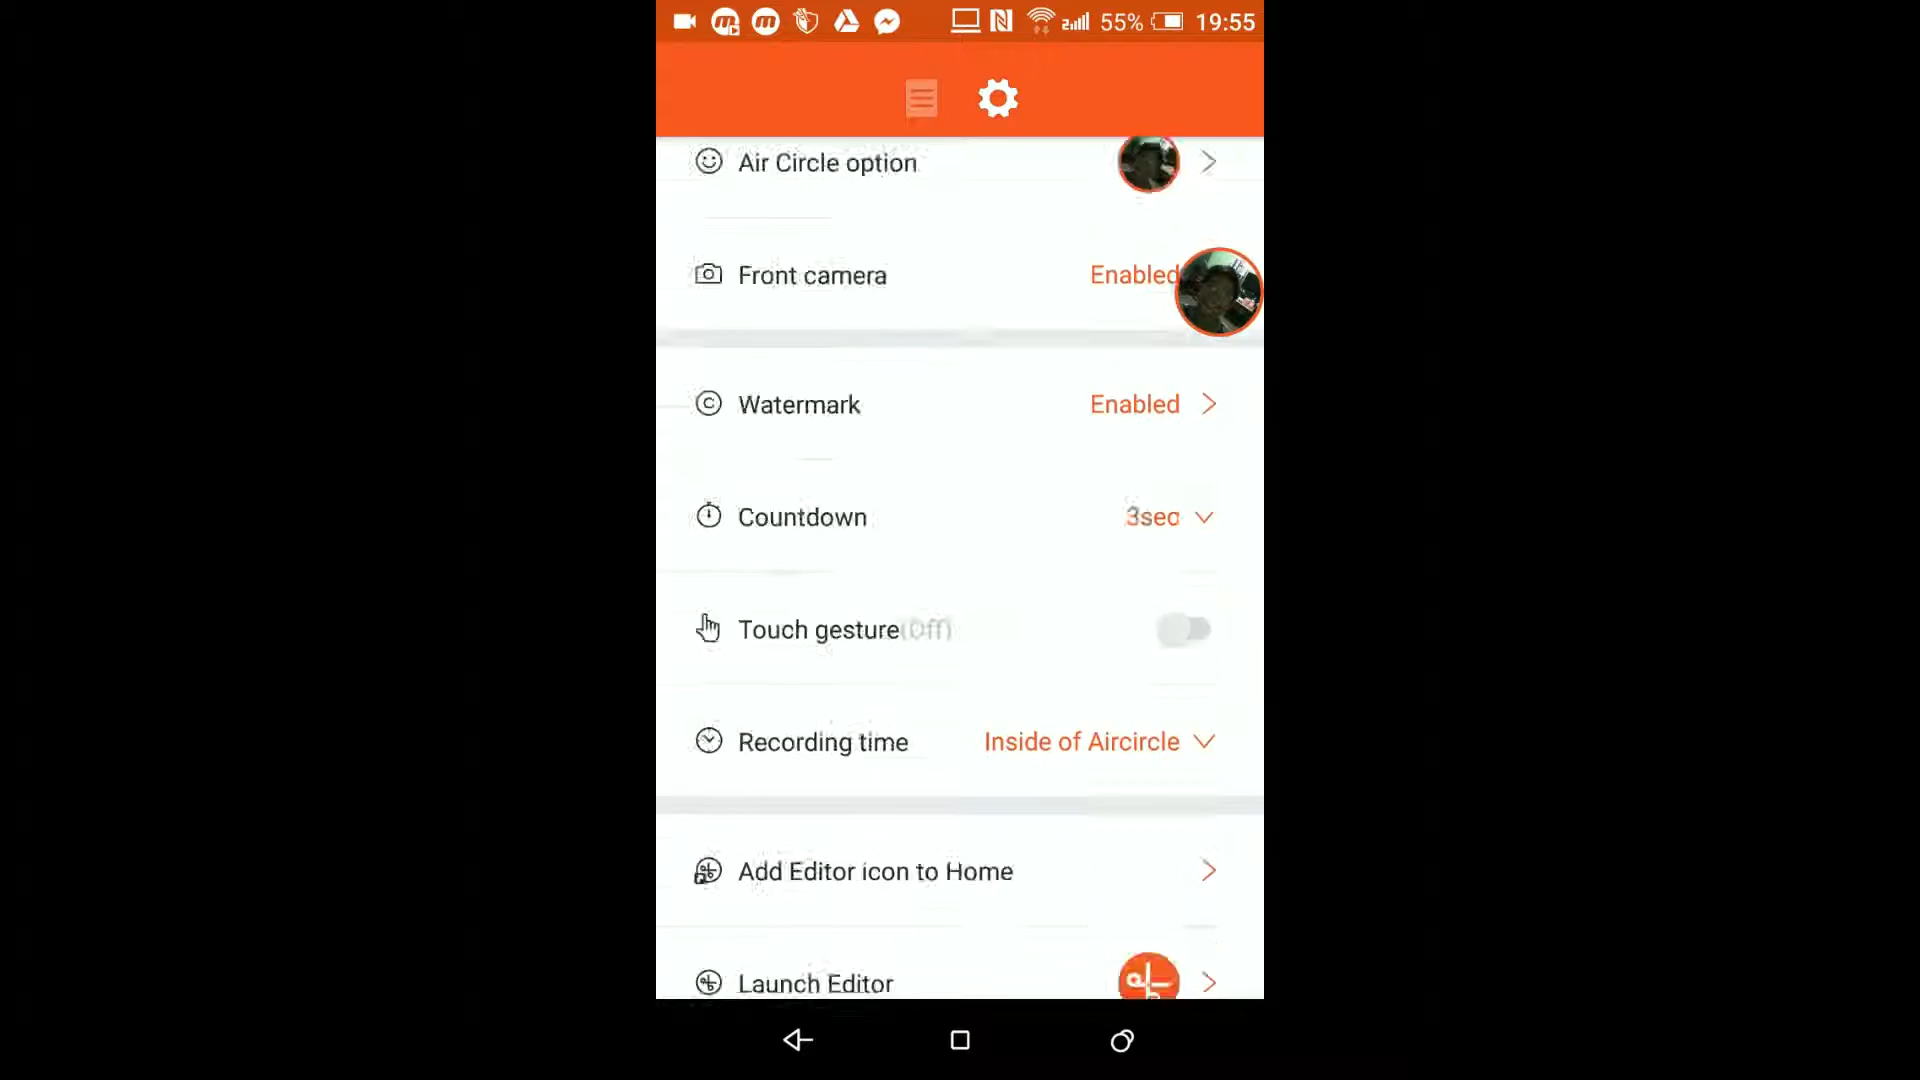 55% 19:55
Air Circle option
Front camera Enabled
Watermark Enabled
Countdown 3sec
Touch gesture(Off)
Recording time Inside of Aircircle
Add Editor icon to Home
Launch Editor